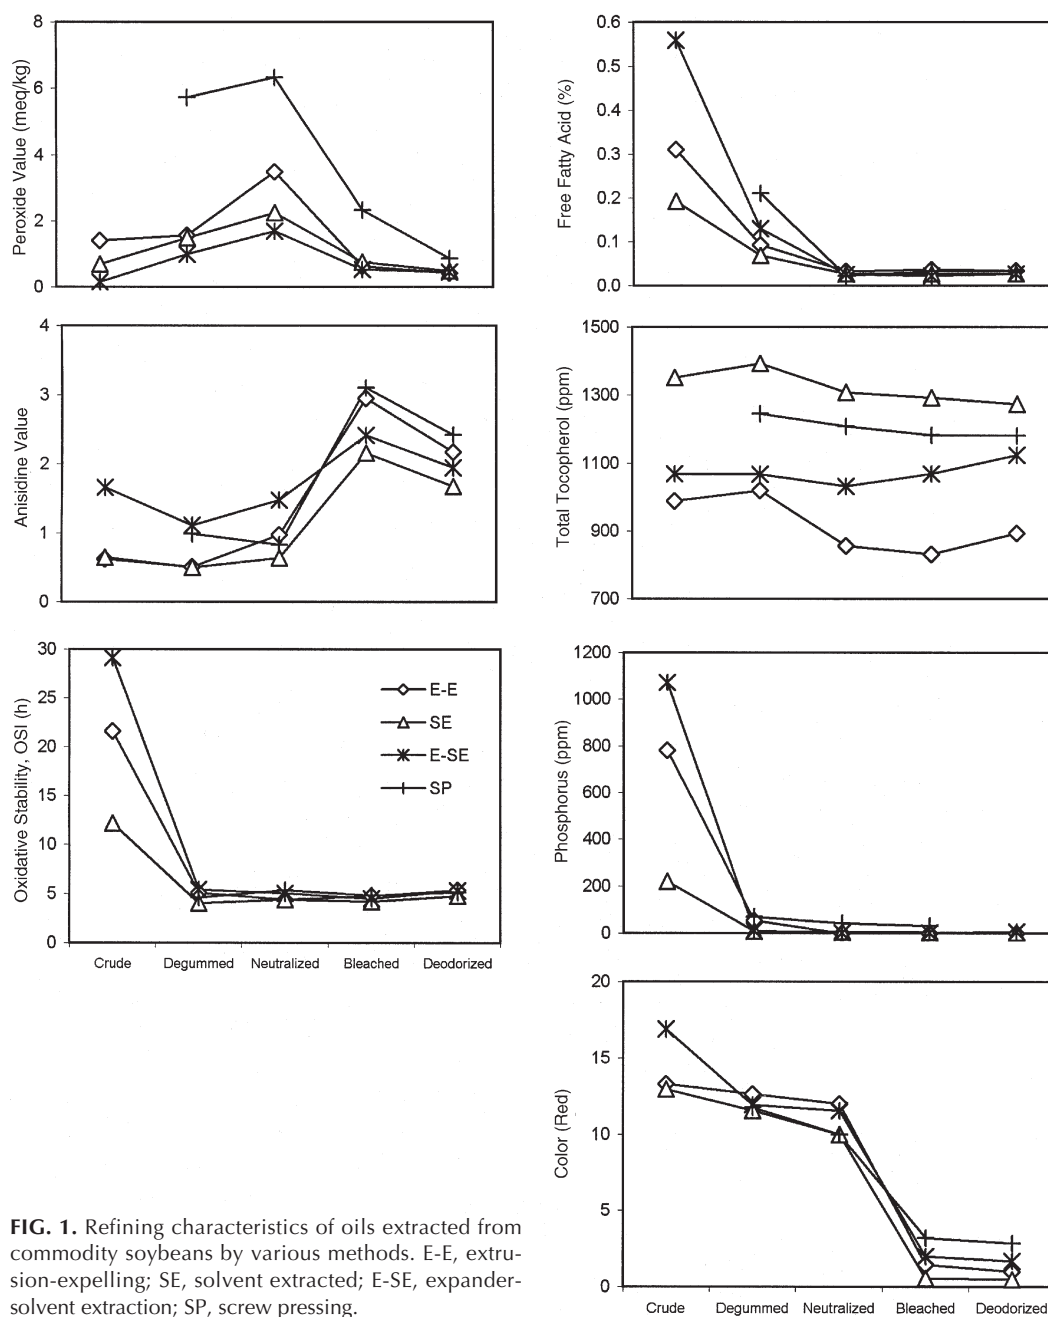 Peroxide Value (meq/kg)
8
6
4
2
0
Free Fatty Acid (%)
0.6
0.5
0.4
0.3
0.2
0.1
0.0
Anisidine Value
4
3
2
1
0
Total Tocopherol (ppm)
1500
1300
1100
900
700
Oxidative Stability, OSI (h)
30
25
20
15
10
5
0
E-E
SE
E-SE
SP
Crude Degummed Neutralized Bleached Deodorized
Phosphorus (ppm)
1200
1000
800
600
400
200
0
Color (Red)
20
15
10
5
0
Crude Degummed Neutralized Bleached Deodorized
FIG. 1. Refining characteristics of oils extracted from
commodity soybeans by various methods. E-E, extru-
sion-expelling; SE, solvent extracted; E-SE, expander-
solvent extraction; SP, screw pressing.